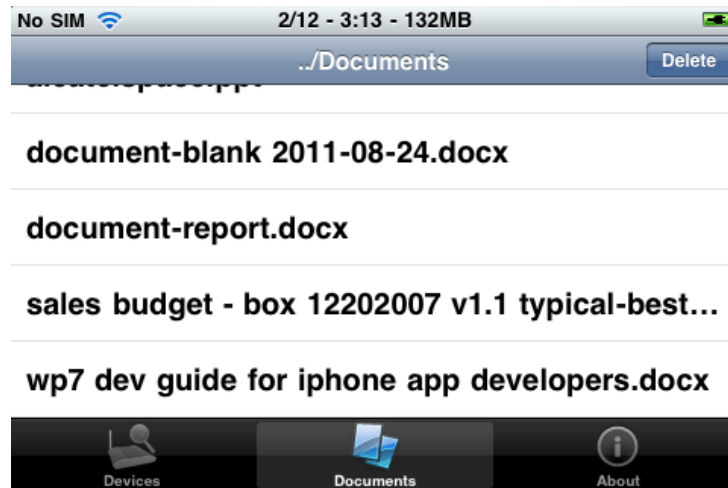 No SIM 2/12 - 3:13 - 132MB
../Documents Delete
document-blank 2011-08-24.docx
document-report.docx
sales budget - box 12202007 v1.1 typical-best...
wp7 dev guide for iphone app developers.docx
Devices Documents About